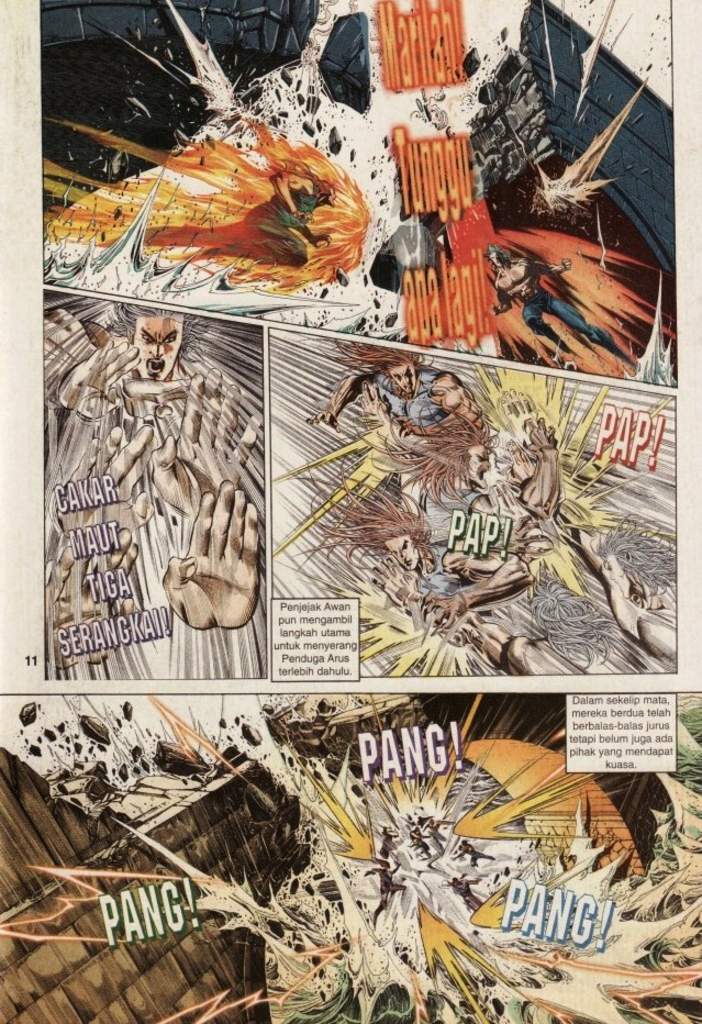 Marilah
Tunggu
apa lagi
CAKAR
MAUT
TIGA
SERANGKAI!
PAP!
PAP!
Penjejak Awan
pun mengambil
langkah utama
untuk menyerang
Penduga Arus
terlebih dahulu.
11
Dalam sekelip mata,
mereka berdua telah
berbalas-balas jurus
tetapi belum juga ada
pihak yang mendapat
kuasa.
PANG!
PANG!
PANG!